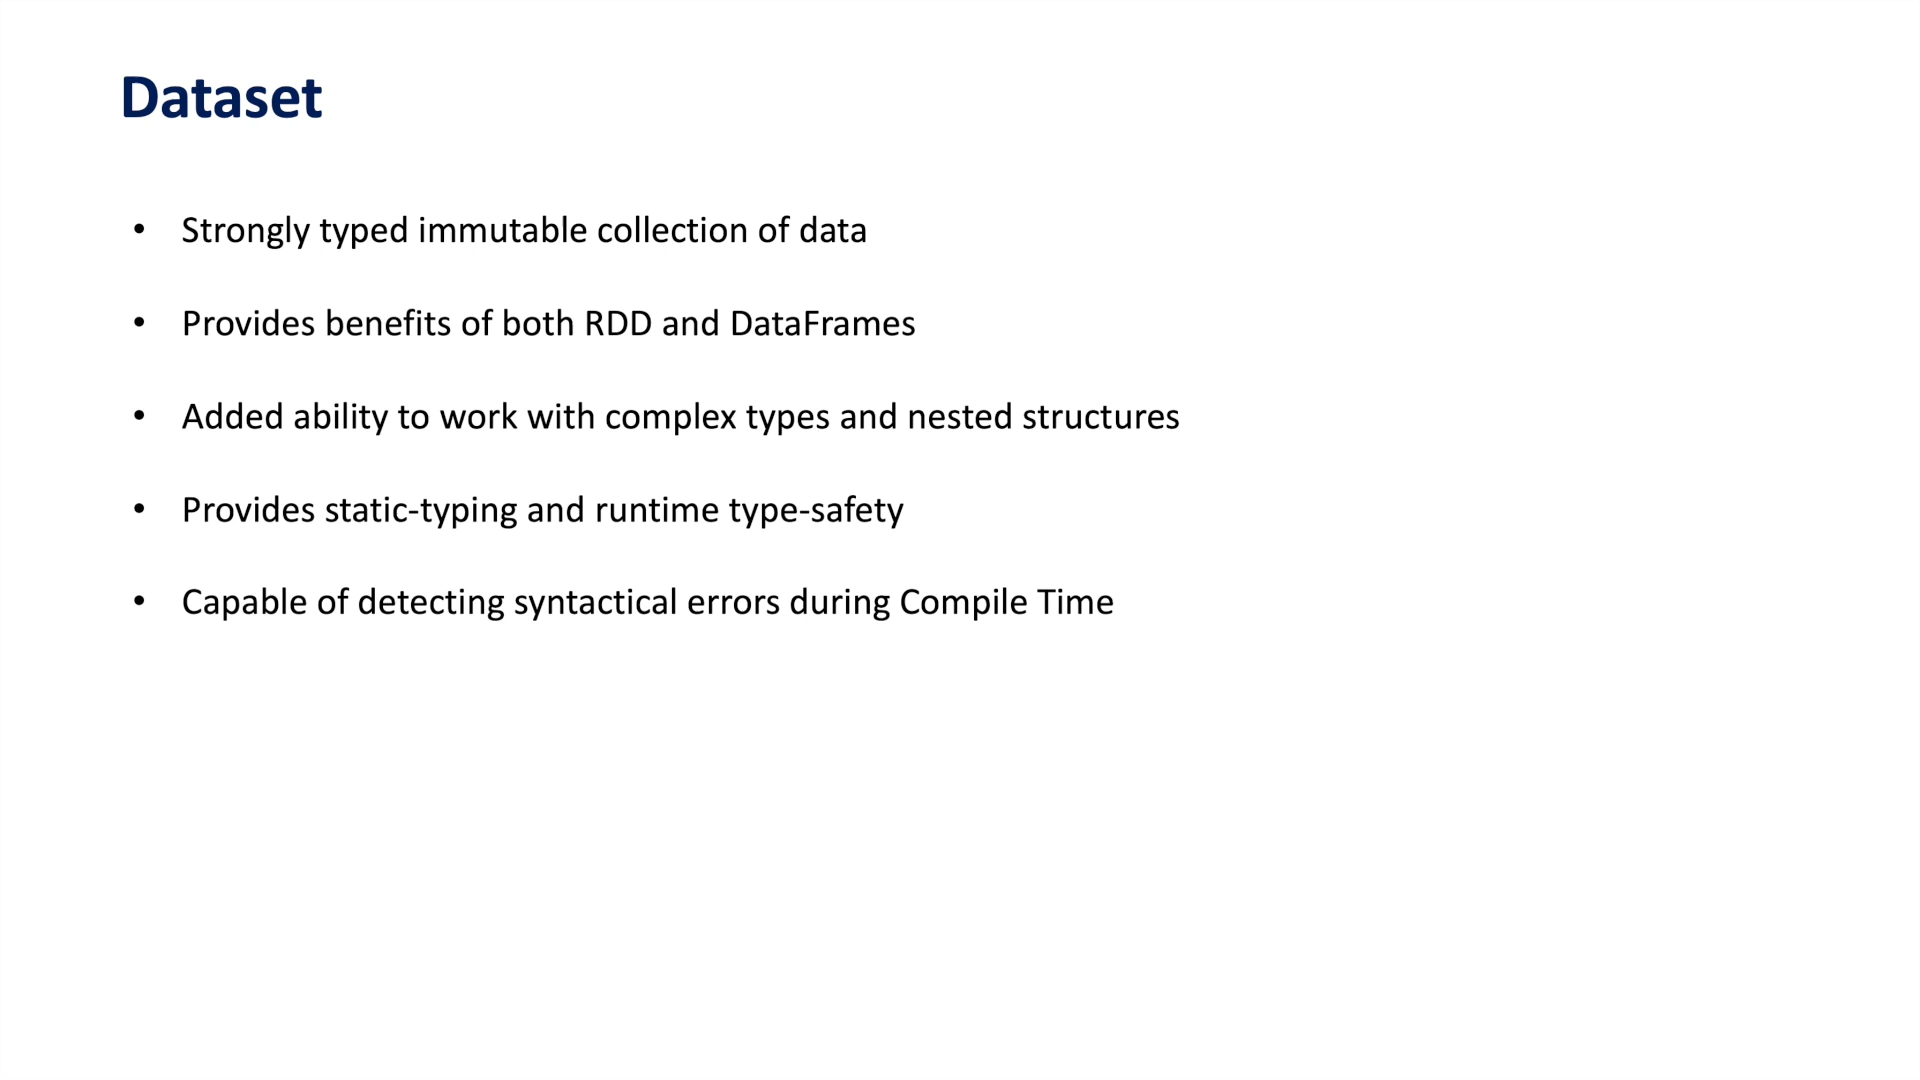 Dataset
• Strongly typed immutable collection of data
• Provides benefits of both RDD and DataFrames
• Added ability to work with complex types and nested structures
• Provides static-typing and runtime type-safety
• Capable of detecting syntactical errors during Compile Time